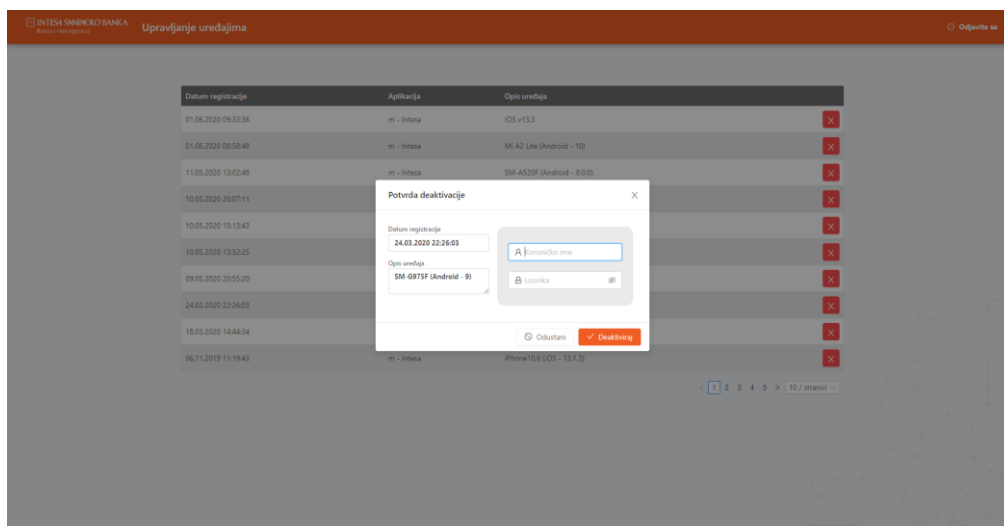 INTESA SANPAOLO BANKA
Bosna i Hercegovina
Upravljanje uređajima
Odjavite se
Datum registracije Aplikacija Opis uređaja
01.06.2020 09:33:36 m - Intesa iOS v13.3 X
01.06.2020 08:58:48 m - Intesa Mi A2 Lite (Android - 10) X
11.05.2020 13:02:48 m - Intesa SM-A520F (Android - 8.0.0) X
10.05.2020 20:07:11 X
10.05.2020 15:13:43 X
10.05.2020 13:32:25 X
09.05.2020 20:55:20 X
24.03.2020 22:26:03 X
18.03.2020 14:44:34 X
06.11.2019 11:19:43 m - Intesa iPhone10.6 (iOS - 13.1.3) X
< 1 2 3 4 5 > 10 / stranici
Potvrda deaktivacije X
Datum registracije
24.03.2020 22:26:03
Opis uređaja
SM-G975F (Android - 9)
Korisničko ime
Lozinka
Odustani
Deaktiviraj